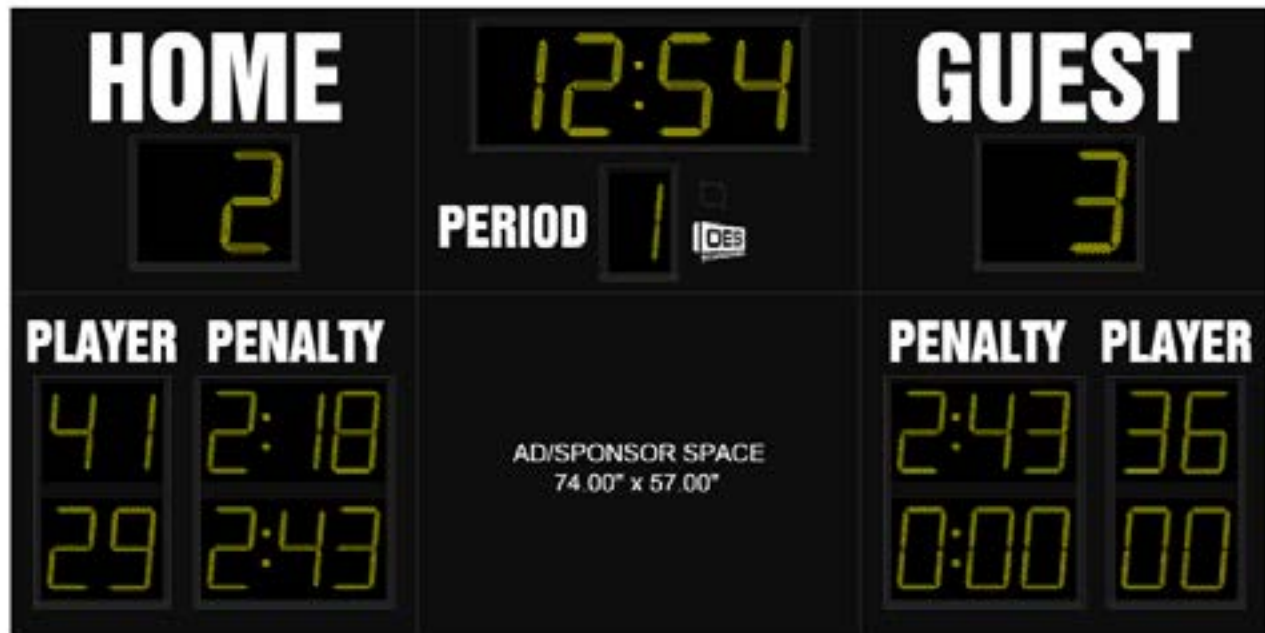 HOME
12:54
GUEST
2
PERIOD 1
OES
3
PLAYER PENALTY
PENALTY PLAYER
41 2:18
2:43 36
AD/SPONSOR SPACE
74.00" x 57.00"
29 2:43
0:00 00